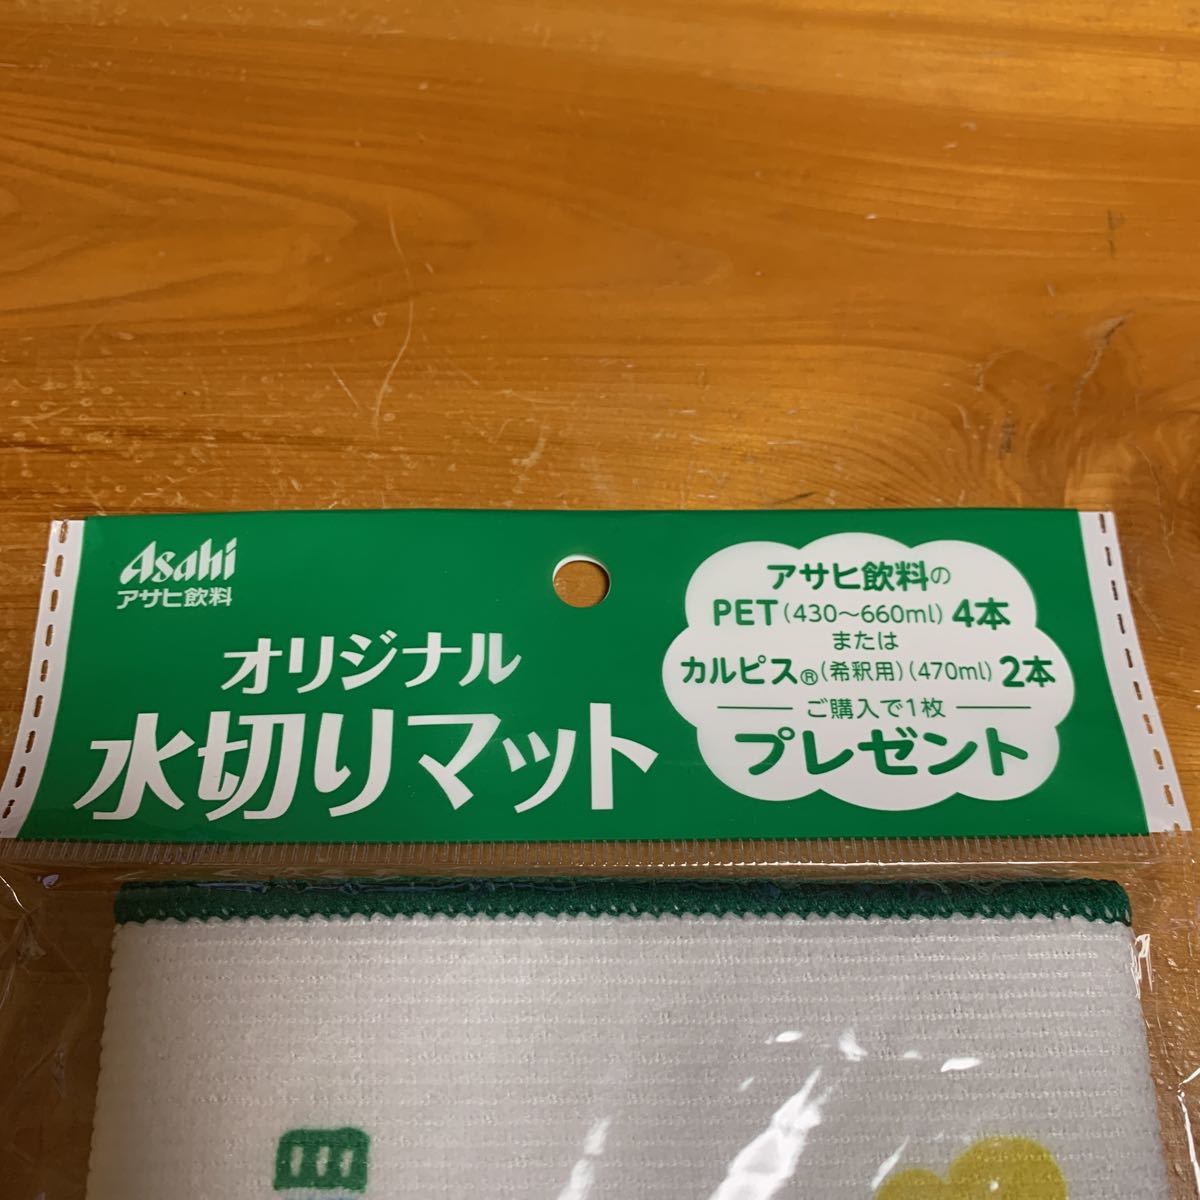 Asahi
アサヒ飲料
オリジナル
水切りマット
アサヒ飲料の
PET(430〜660ml)4本
または
カルピス®(希釈用)(470ml)2本
ご購入で1枚
プレゼント